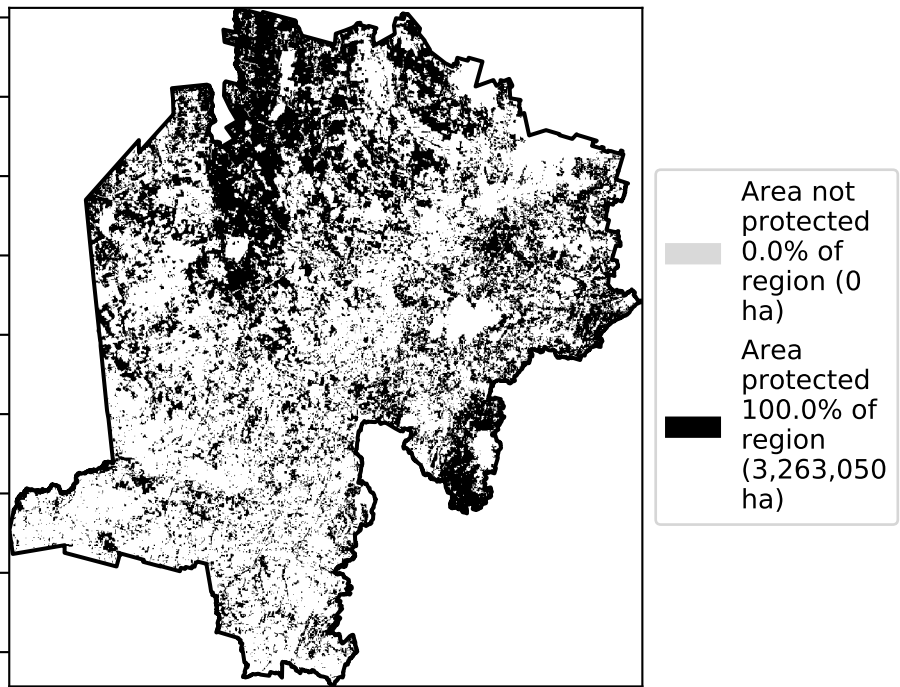 Area not
protected
0.0% of
region (0
ha)
Area
protected
100.0% of
region
(3,263,050
ha)